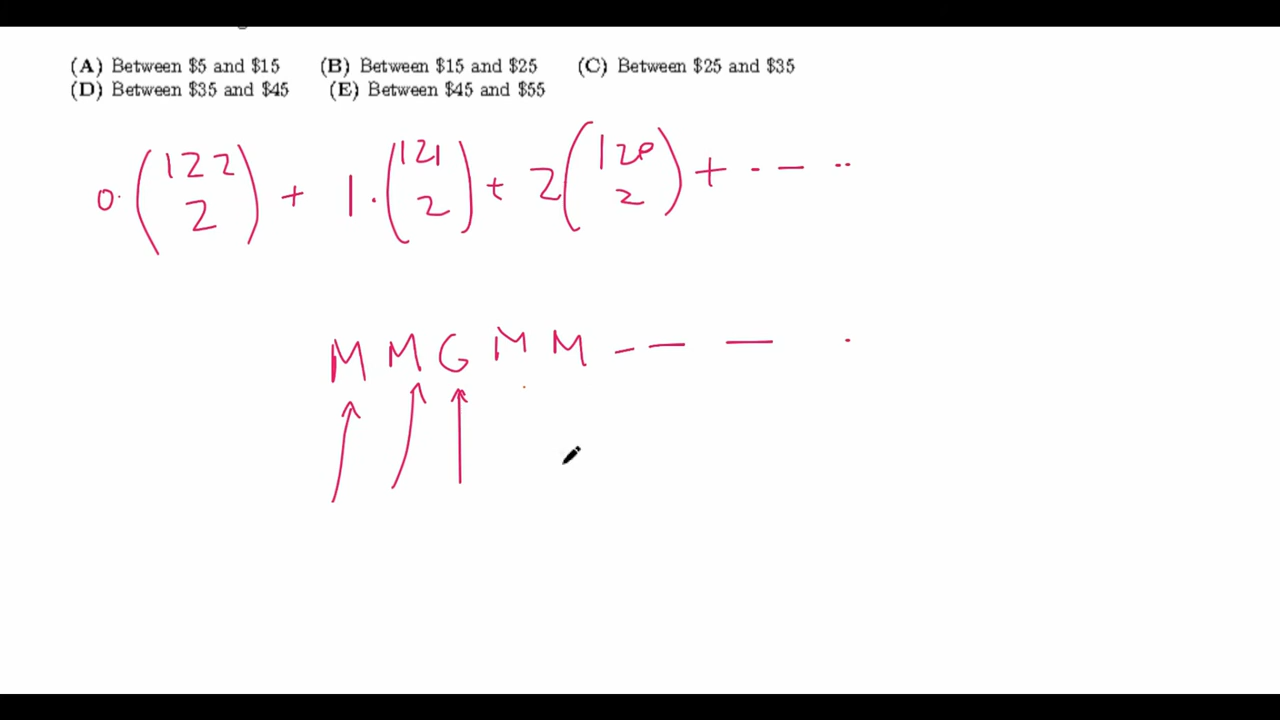 (A) Between $5 and $15 (B) Between $15 and $25 (C) Between $25 and $35
(D) Between $35 and $45 (E) Between $45 and $55
0·(122 2) + 1·(121 2) + 2(120 2) + - - - ··
M M G M M - - - ·